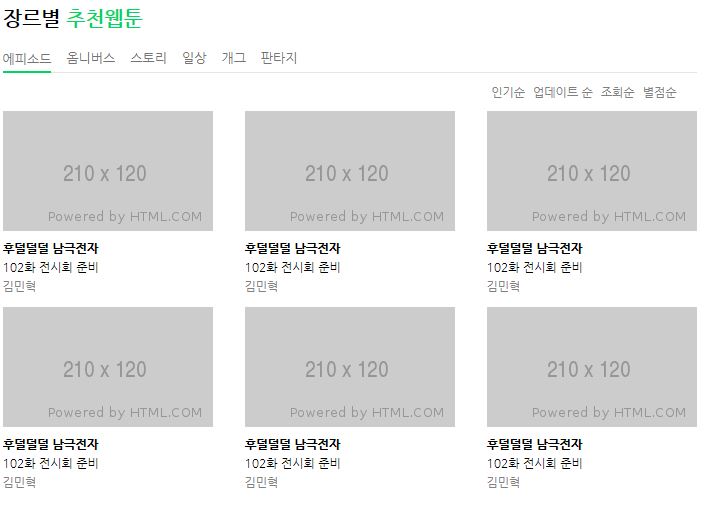 장르별 추천웹툰
에피소드 옴니버스 스토리 일상 개그 판타지
인기순 업데이트 순 조회순 별점순
210 x 120 210 x 120 210 x 120
Powered by HTML.COM Powered by HTML.COM Powered by HTML.COM
후덜덜덜 남극전자 후덜덜덜 남극전자 후덜덜덜 남극전자
102화 전시회 준비 102화 전시회 준비 102화 전시회 준비
김민혁 김민혁 김민혁
210 x 120 210 x 120 210 x 120
Powered by HTML.COM Powered by HTML.COM Powered by HTML.COM
후덜덜덜 남극전자 후덜덜덜 남극전자 후덜덜덜 남극전자
102화 전시회 준비 102화 전시회 준비 102화 전시회 준비
김민혁 김민혁 김민혁